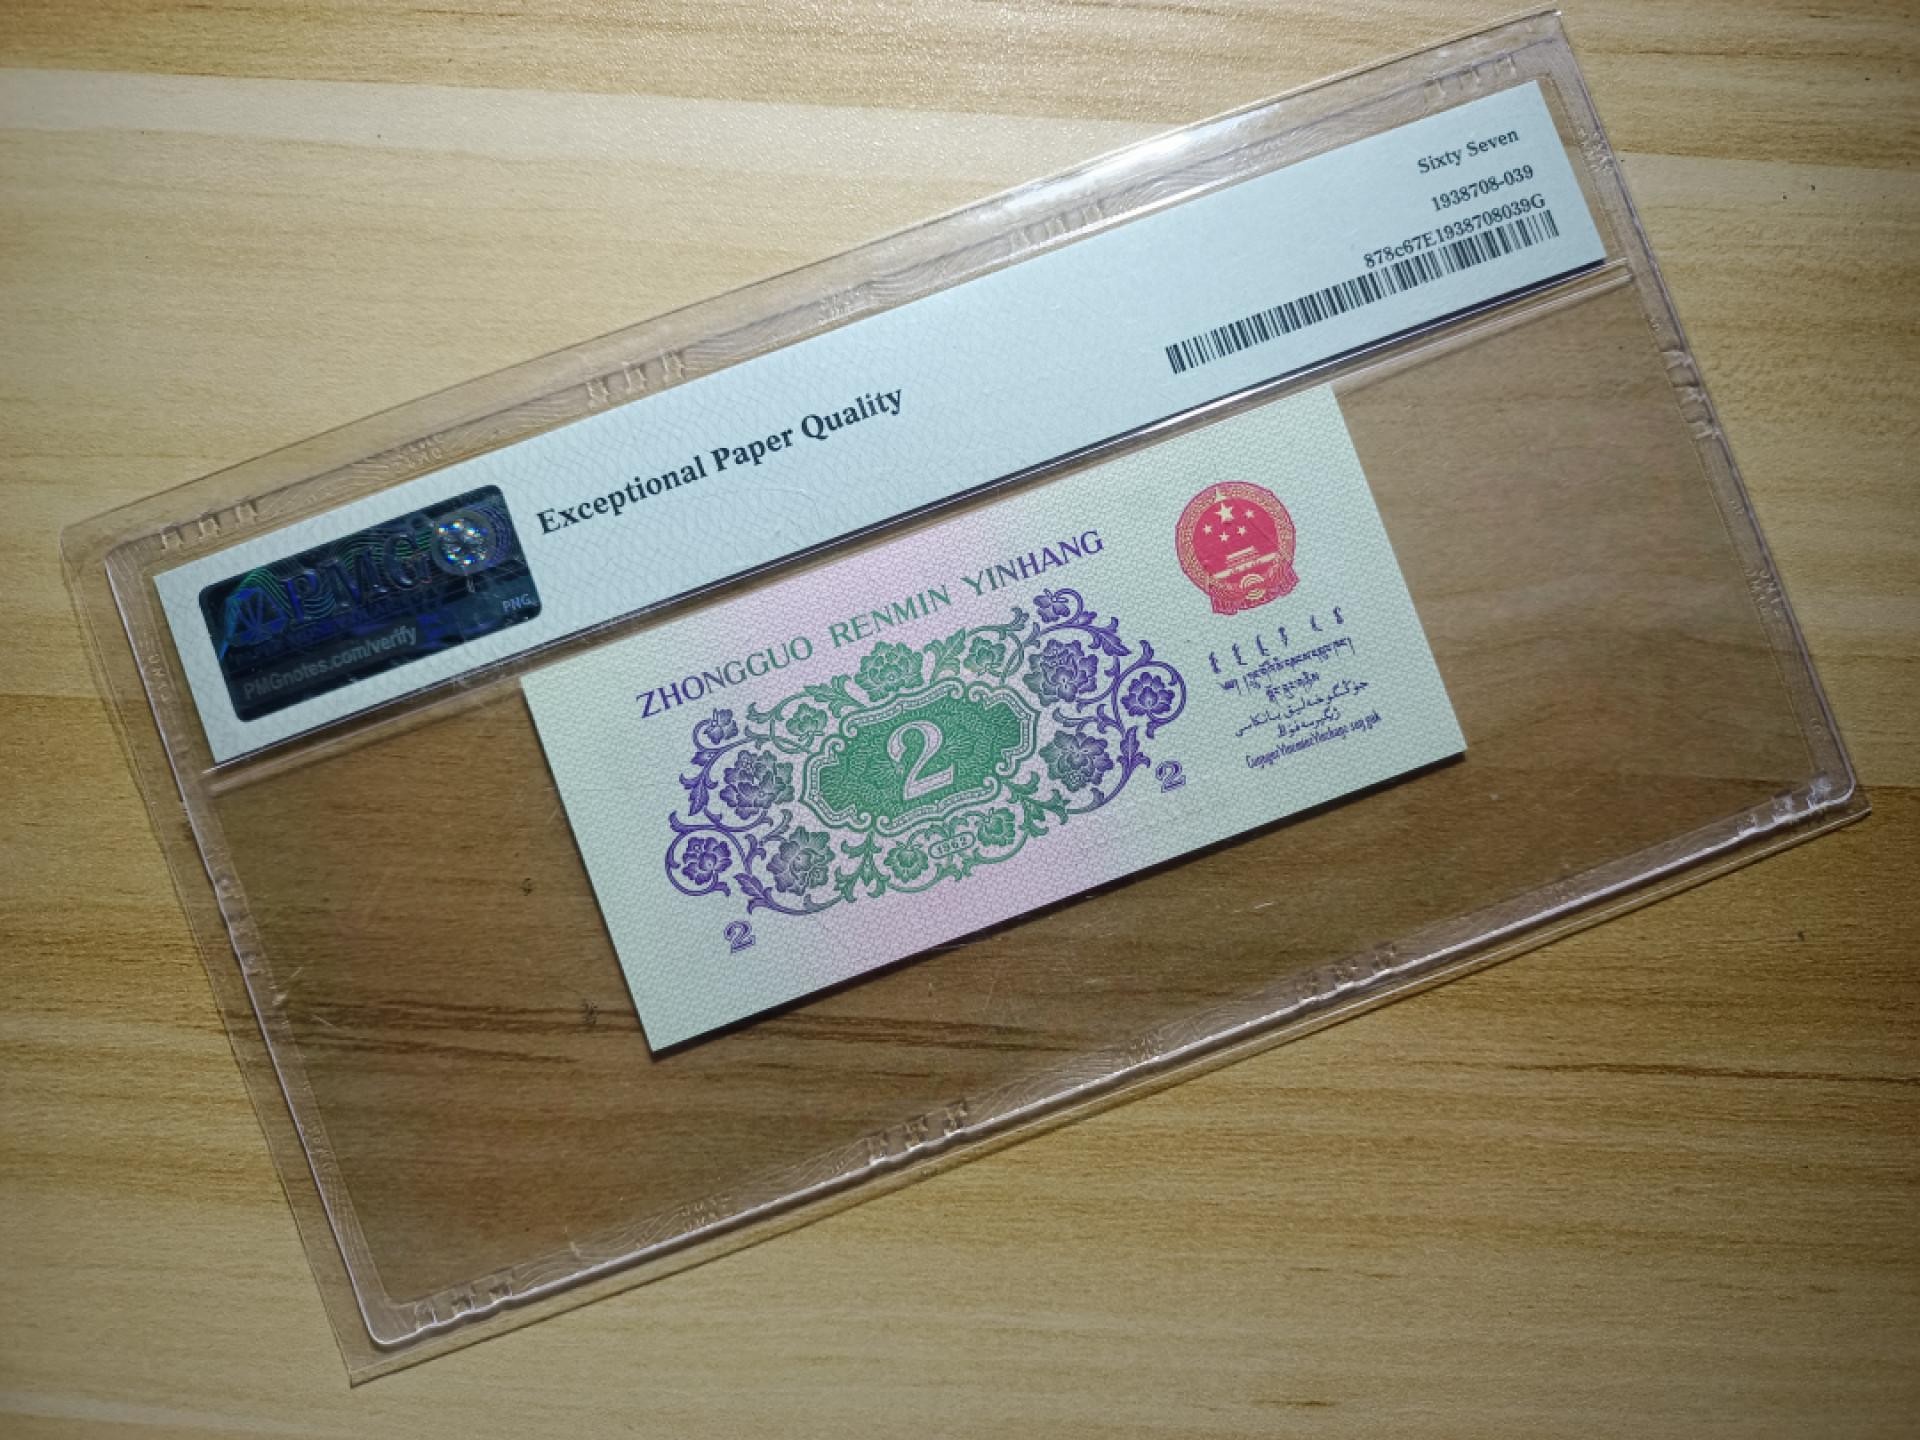 Sixty Seven
1938708-039
878c67E1938708039G
Exceptional Paper Quality
PMG
PMGnotes.com/verify
PNG
ZHONGGUO RENMIN YINHANG
2
1962
2
2